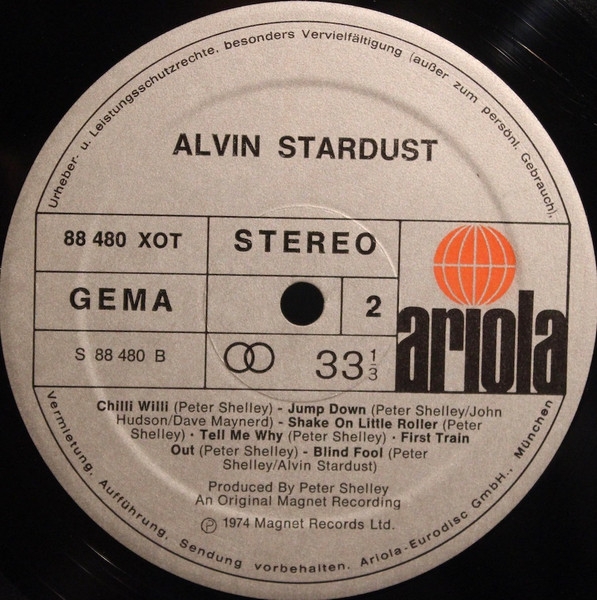 Urheber- u. Leistungsschutzrechte, besonders Vervielfältigung (außer zum persönl. Gebrauch),
ALVIN STARDUST
88 480 XOT
STEREO
GEMA
2
ariola
S 88 480 B
33 1/3
Chilli Willi (Peter Shelley) - Jump Down (Peter Shelley/John
Hudson/Dave Maynerd) - Shake On Little Roller (Peter
Shelley) · Tell Me Why (Peter Shelley) · First Train
Out (Peter Shelley) - Blind Fool (Peter
Shelley/Alvin Stardust)
Produced By Peter Shelley
An Original Magnet Recording
Ⓟ 1974 Magnet Records Ltd.
Vermietung, Aufführung, Sendung vorbehalten. Ariola-Eurodisc GmbH., München